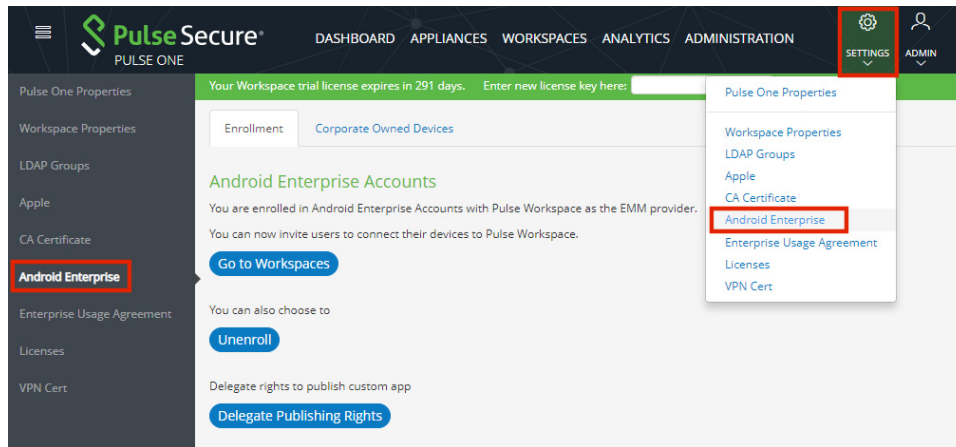 Pulse Secure®
PULSE ONE
DASHBOARD APPLIANCES WORKSPACES ANALYTICS ADMINISTRATION
SETTINGS
ADMIN
Pulse One Properties
Workspace Properties
LDAP Groups
Apple
CA Certificate
Android Enterprise
Enterprise Usage Agreement
Licenses
VPN Cert
Your Workspace trial license expires in 291 days. Enter new license key here:
Enrollment Corporate Owned Devices
Android Enterprise Accounts
You are enrolled in Android Enterprise Accounts with Pulse Workspace as the EMM provider.
You can now invite users to connect their devices to Pulse Workspace.
Go to Workspaces
You can also choose to
Unenroll
Delegate rights to publish custom app
Delegate Publishing Rights
Pulse One Properties
Workspace Properties
LDAP Groups
Apple
CA Certificate
Android Enterprise
Enterprise Usage Agreement
Licenses
VPN Cert